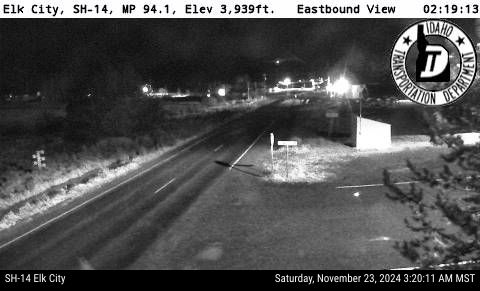 Elk City, SH-14, MP 94.1, Elev 3,939ft. Eastbound View 02:19:13
IDAHO
TRANSPORTATION DEPARTMENT
SH-14 Elk City Saturday, November 23, 2024 3:20:11 AM MST